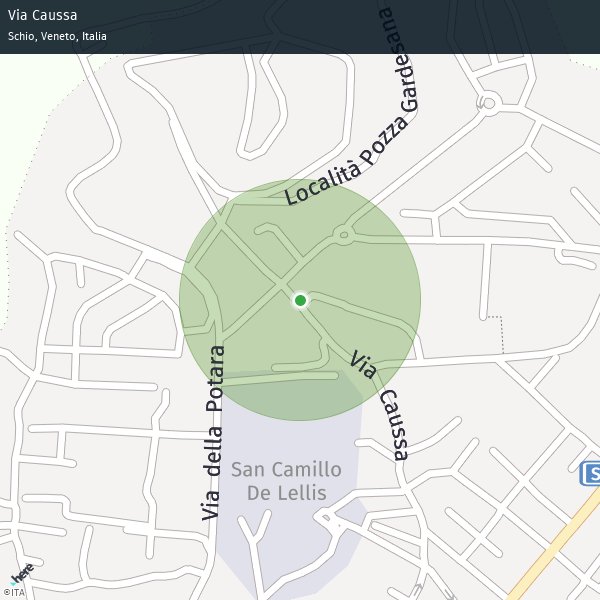 Via Caussa
Schio, Veneto, Italia
Località Pozza Gardesana
Via Caussa
Via della Potara
San Camillo
De Lellis
S
here
©ITA